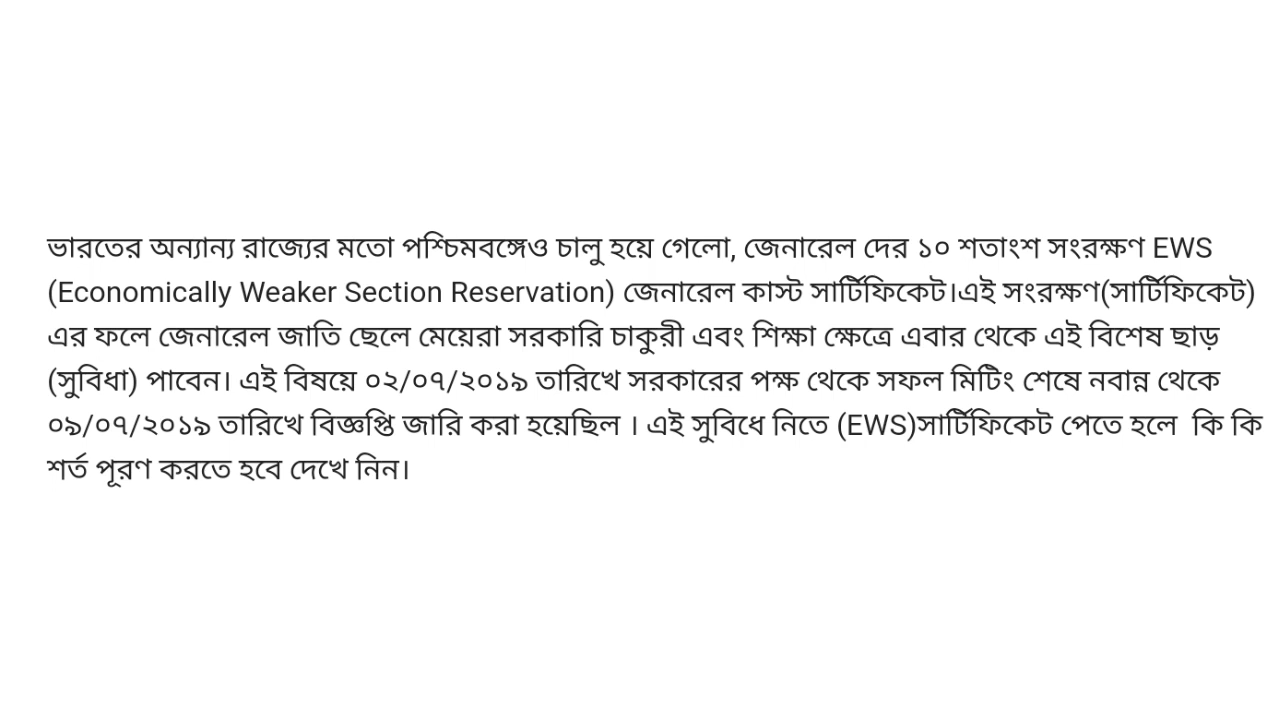 ভারতের অন্যান্য রাজ্যের মতো পশ্চিমবঙ্গেও চালু হয়ে গেলো, জেনারেল দের ১০ শতাংশ সংরক্ষণ EWS
(Economically Weaker Section Reservation) জেনারেল কাস্ট সার্টিফিকেট।এই সংরক্ষণ(সার্টিফিকেট)
এর ফলে জেনারেল জাতি ছেলে মেয়েরা সরকারি চাকুরী এবং শিক্ষা ক্ষেত্রে এবার থেকে এই বিশেষ ছাড়
(সুবিধা) পাবেন। এই বিষয়ে ০২/০৭/২০১৯ তারিখে সরকারের পক্ষ থেকে সফল মিটিং শেষে নবান্ন থেকে
০৯/০৭/২০১৯ তারিখে বিজ্ঞপ্তি জারি করা হয়েছিল । এই সুবিধে নিতে (EWS)সার্টিফিকেট পেতে হলে  কি কি
শর্ত পূরণ করতে হবে দেখে নিন।